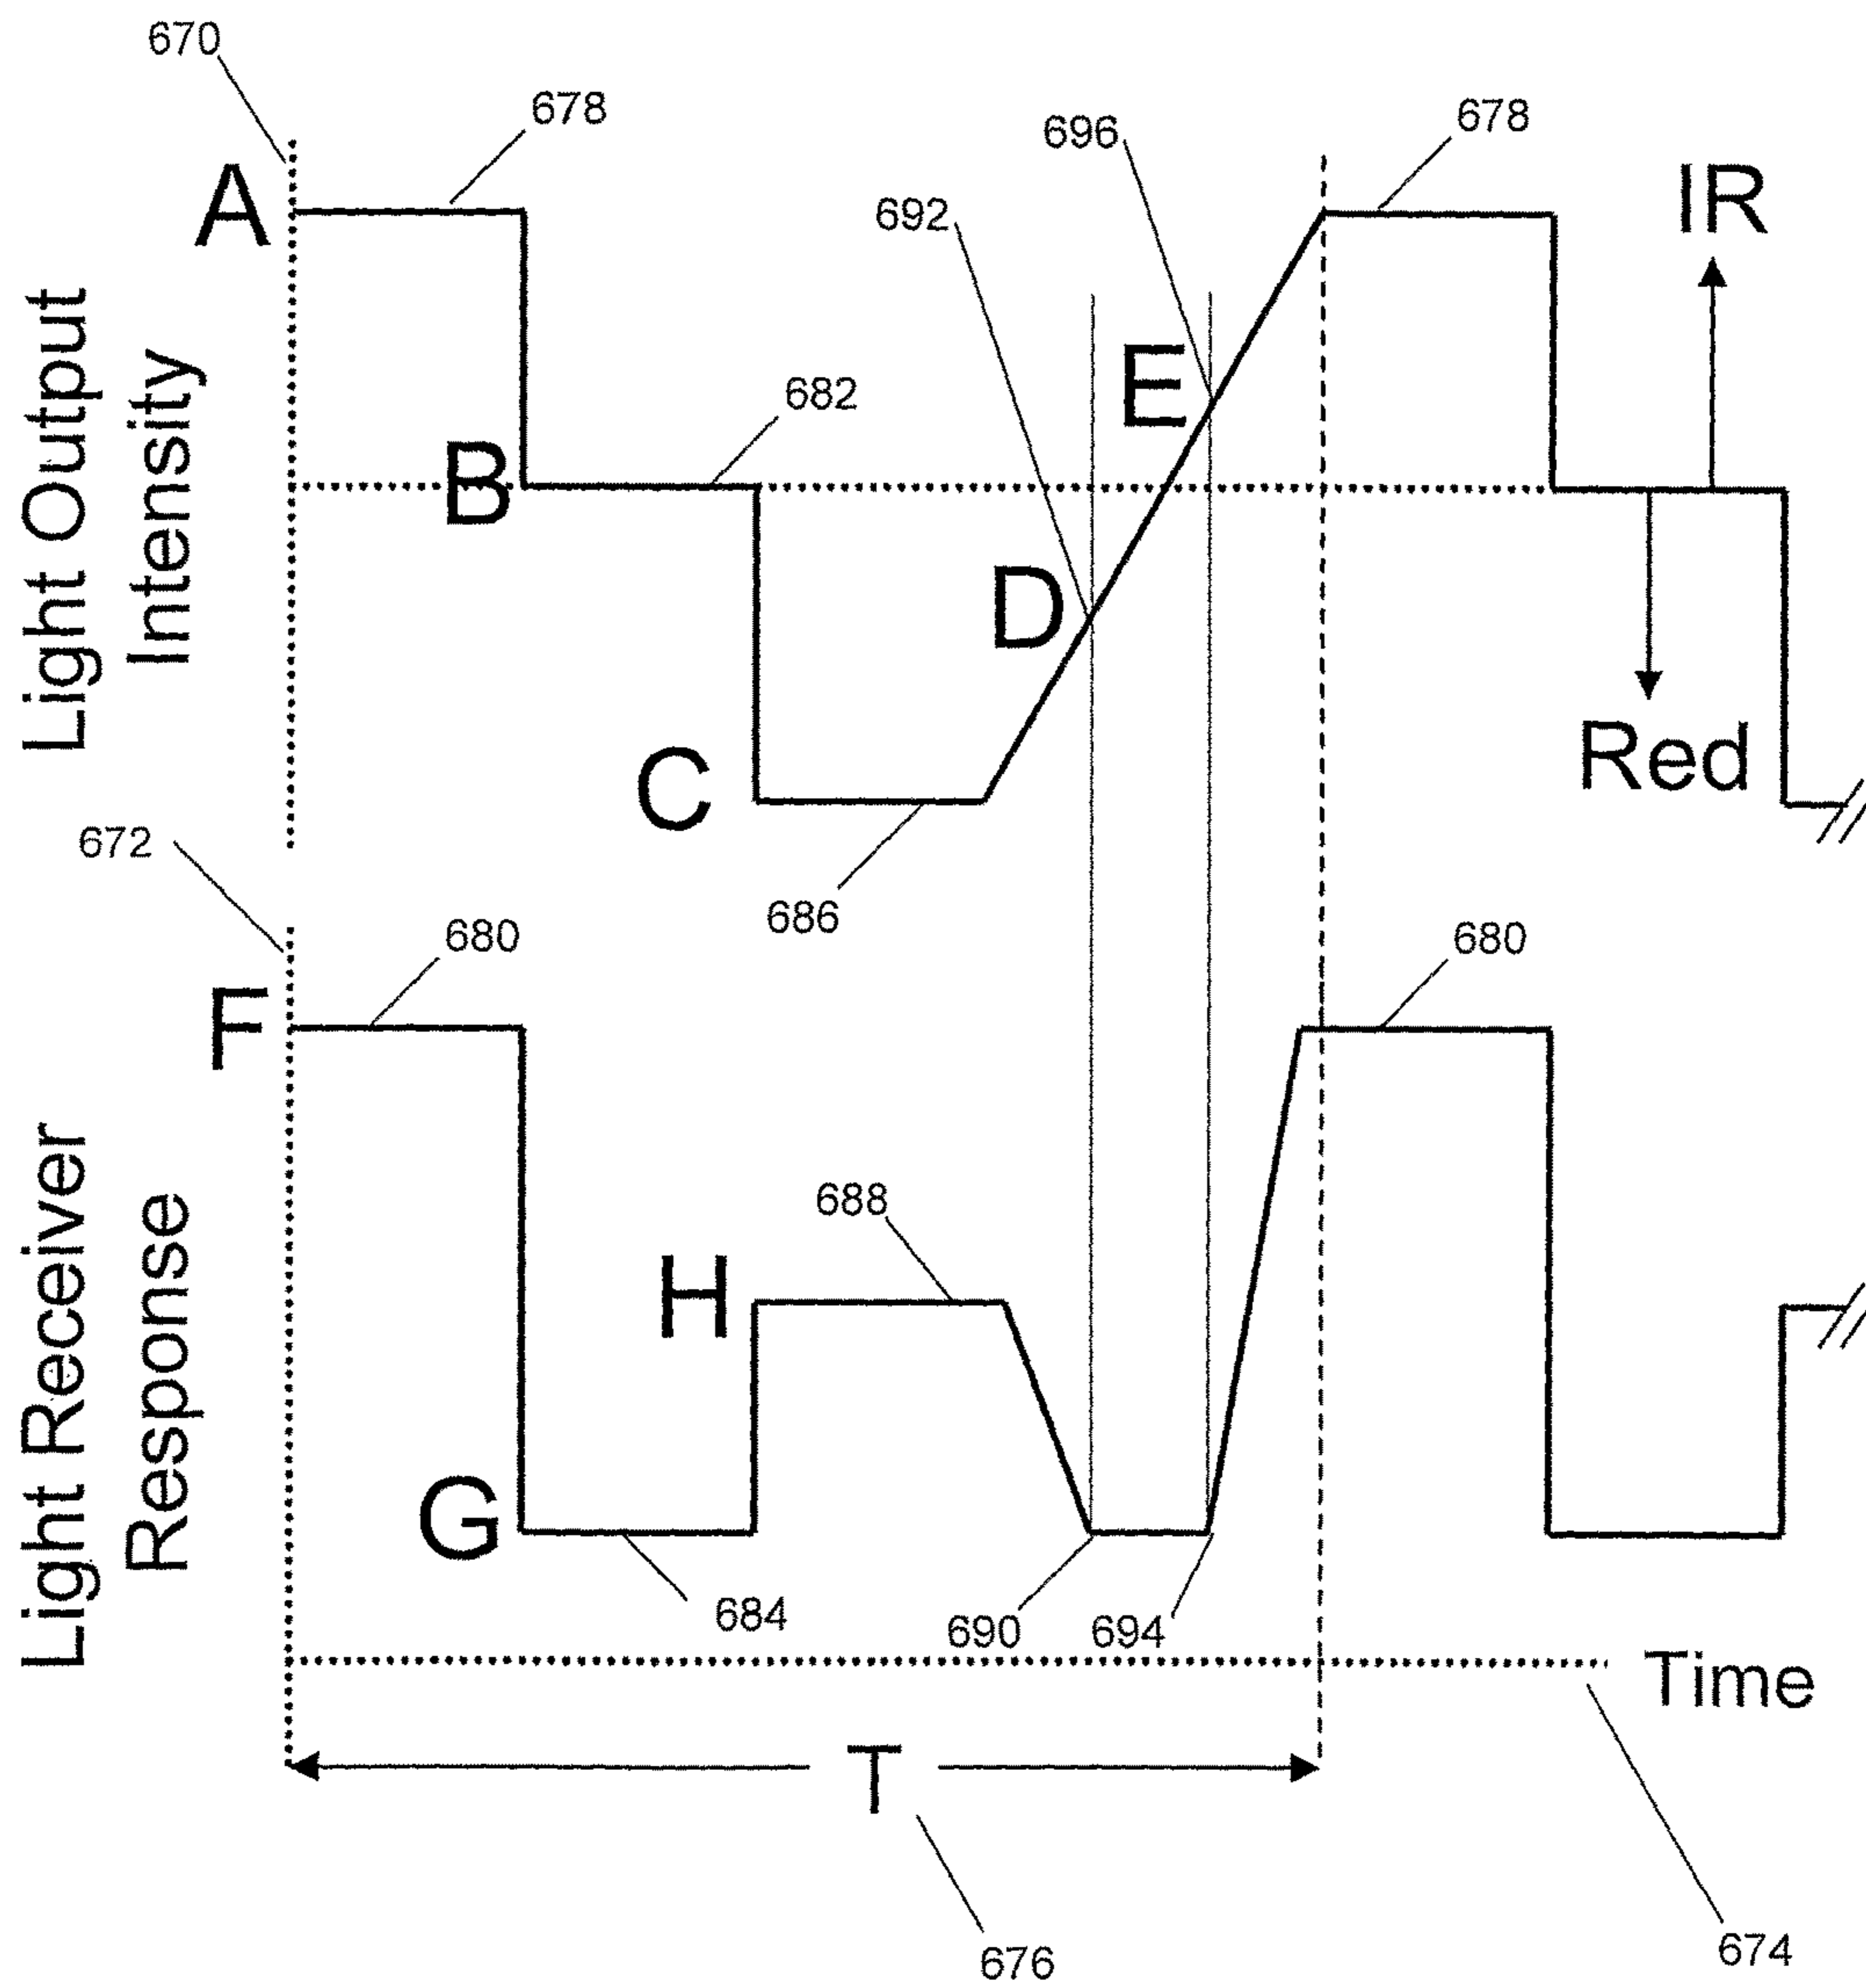 670
678
696
678
A
692
IR
E
682
B
D
Light Output
Intensity
C
Red
672
686
680
680
F
688
H
Light Receiver
Response
G
684
690
694
Time
T
676
674